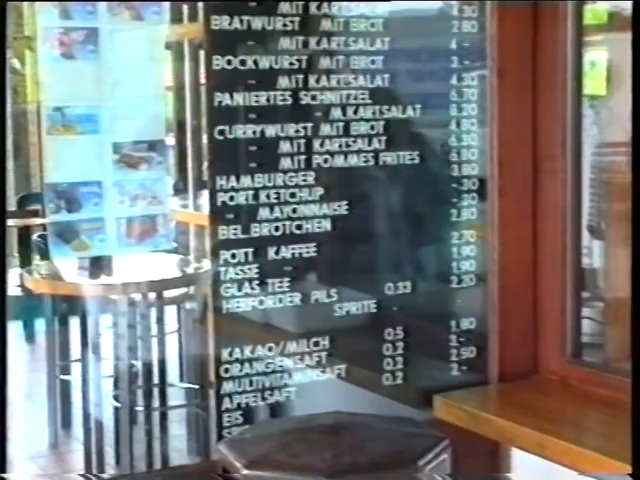 MIT KARTSALAT 4.30
BRATWURST MIT BROT 2.80
- MIT KARTSALAT 4.-
BOCKWURST MIT BROT 3.-
- MIT KARTSALAT 4.30
PANIERTES SCHNITZEL 6.70
- - M.KARTSALAT 8.20
CURRYWURST MIT BROT 4.80
- MIT KARTSALAT 6.30
- MIT POMMES FRITES 6.80
HAMBURGER 3.80
PORT. KETCHUP -.30
- MAYONNAISE -.30
BEL. BRÖTCHEN 2.80
POTT KAFFEE 2.70
TASSE - 1.90
GLAS TEE 1.90
HERFORDER PILS 0,33 2.20
SPRITE
KAKAO/MILCH 1.80
ORANGENSAFT 0.5 3.-
MULTIVITAMINSAFT 0.2 2.50
APFELSAFT 0.2 2.-
EIS 0.2